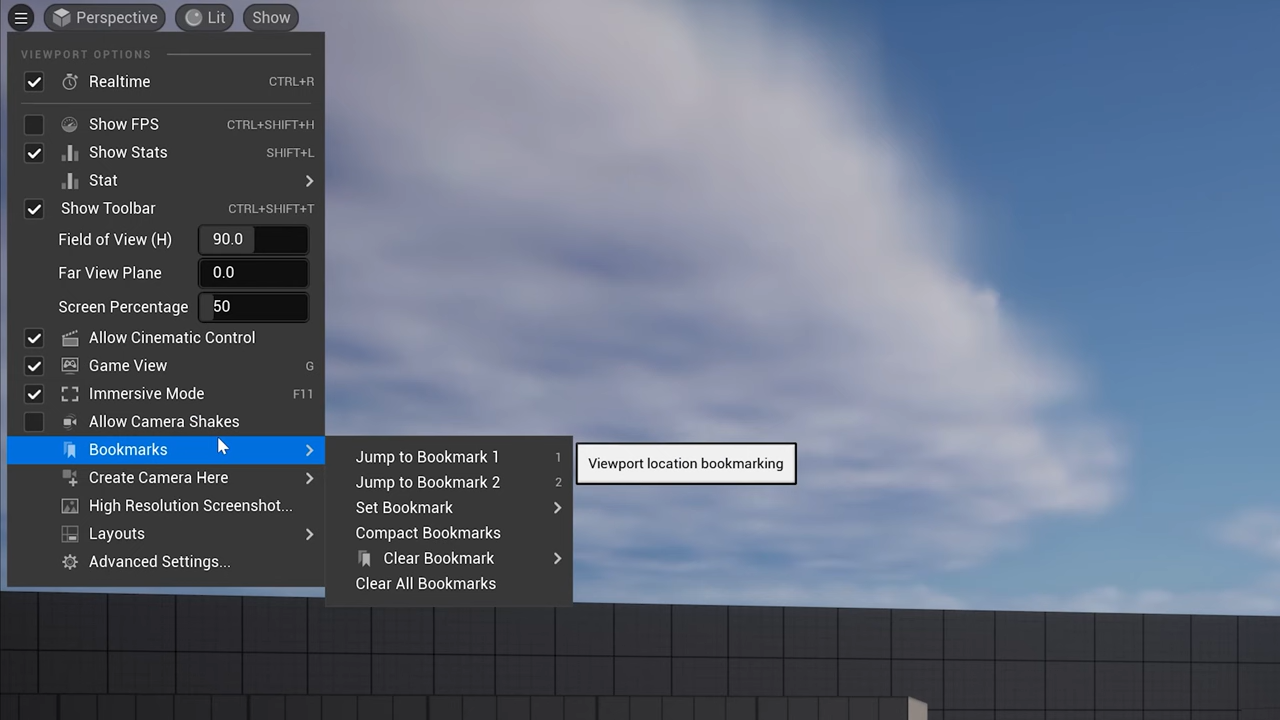 Perspective
Lit
Show
VIEWPORT OPTIONS
Realtime CTRL+R
Show FPS CTRL+SHIFT+H
Show Stats SHIFT+L
Stat
Show Toolbar CTRL+SHIFT+T
Field of View (H) 90.0
Far View Plane 0.0
Screen Percentage 50
Allow Cinematic Control
Game View G
Immersive Mode F11
Allow Camera Shakes
Bookmarks
Create Camera Here
High Resolution Screenshot...
Layouts
Advanced Settings...
Jump to Bookmark 1 1
Jump to Bookmark 2 2
Set Bookmark
Compact Bookmarks
Clear Bookmark
Clear All Bookmarks
Viewport location bookmarking